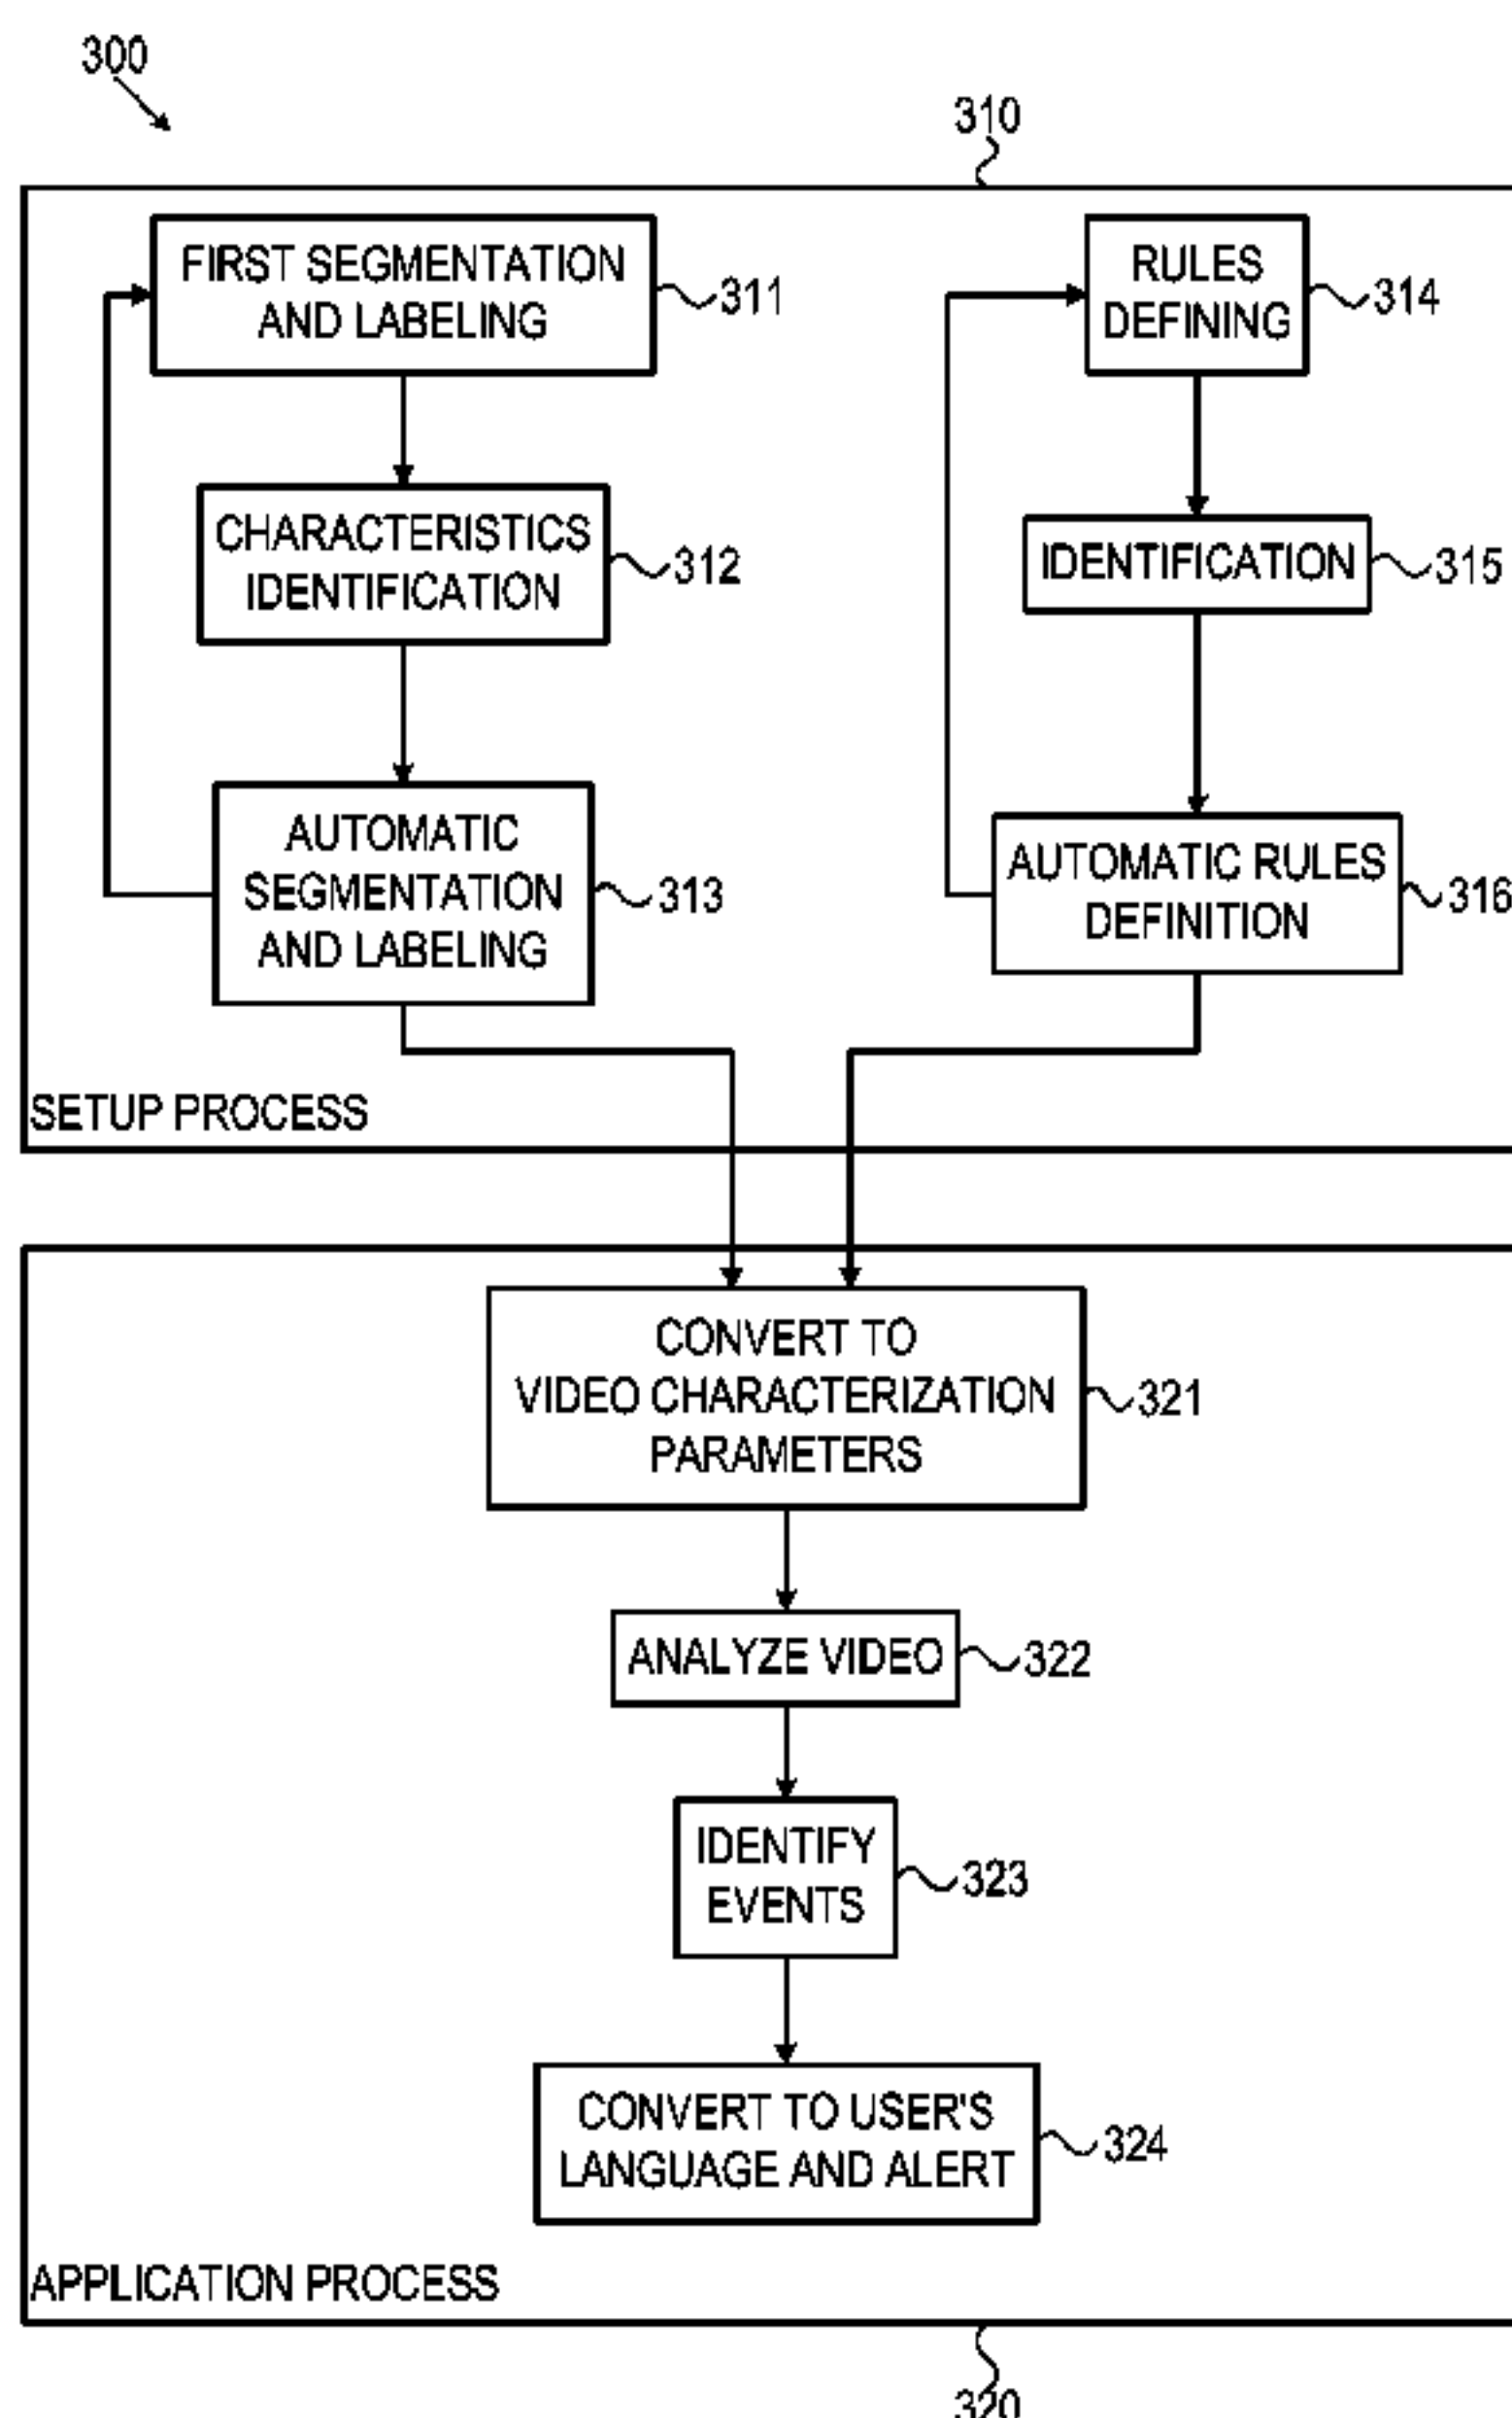 300
310
FIRST SEGMENTATION
AND LABELING
311
RULES
DEFINING
314
CHARACTERISTICS
IDENTIFICATION
312
IDENTIFICATION
315
AUTOMATIC
SEGMENTATION
AND LABELING
313
AUTOMATIC RULES
DEFINITION
316
SETUP PROCESS
CONVERT TO
VIDEO CHARACTERIZATION
PARAMETERS
321
ANALYZE VIDEO
322
IDENTIFY
EVENTS
323
CONVERT TO USER'S
LANGUAGE AND ALERT
324
APPLICATION PROCESS
320